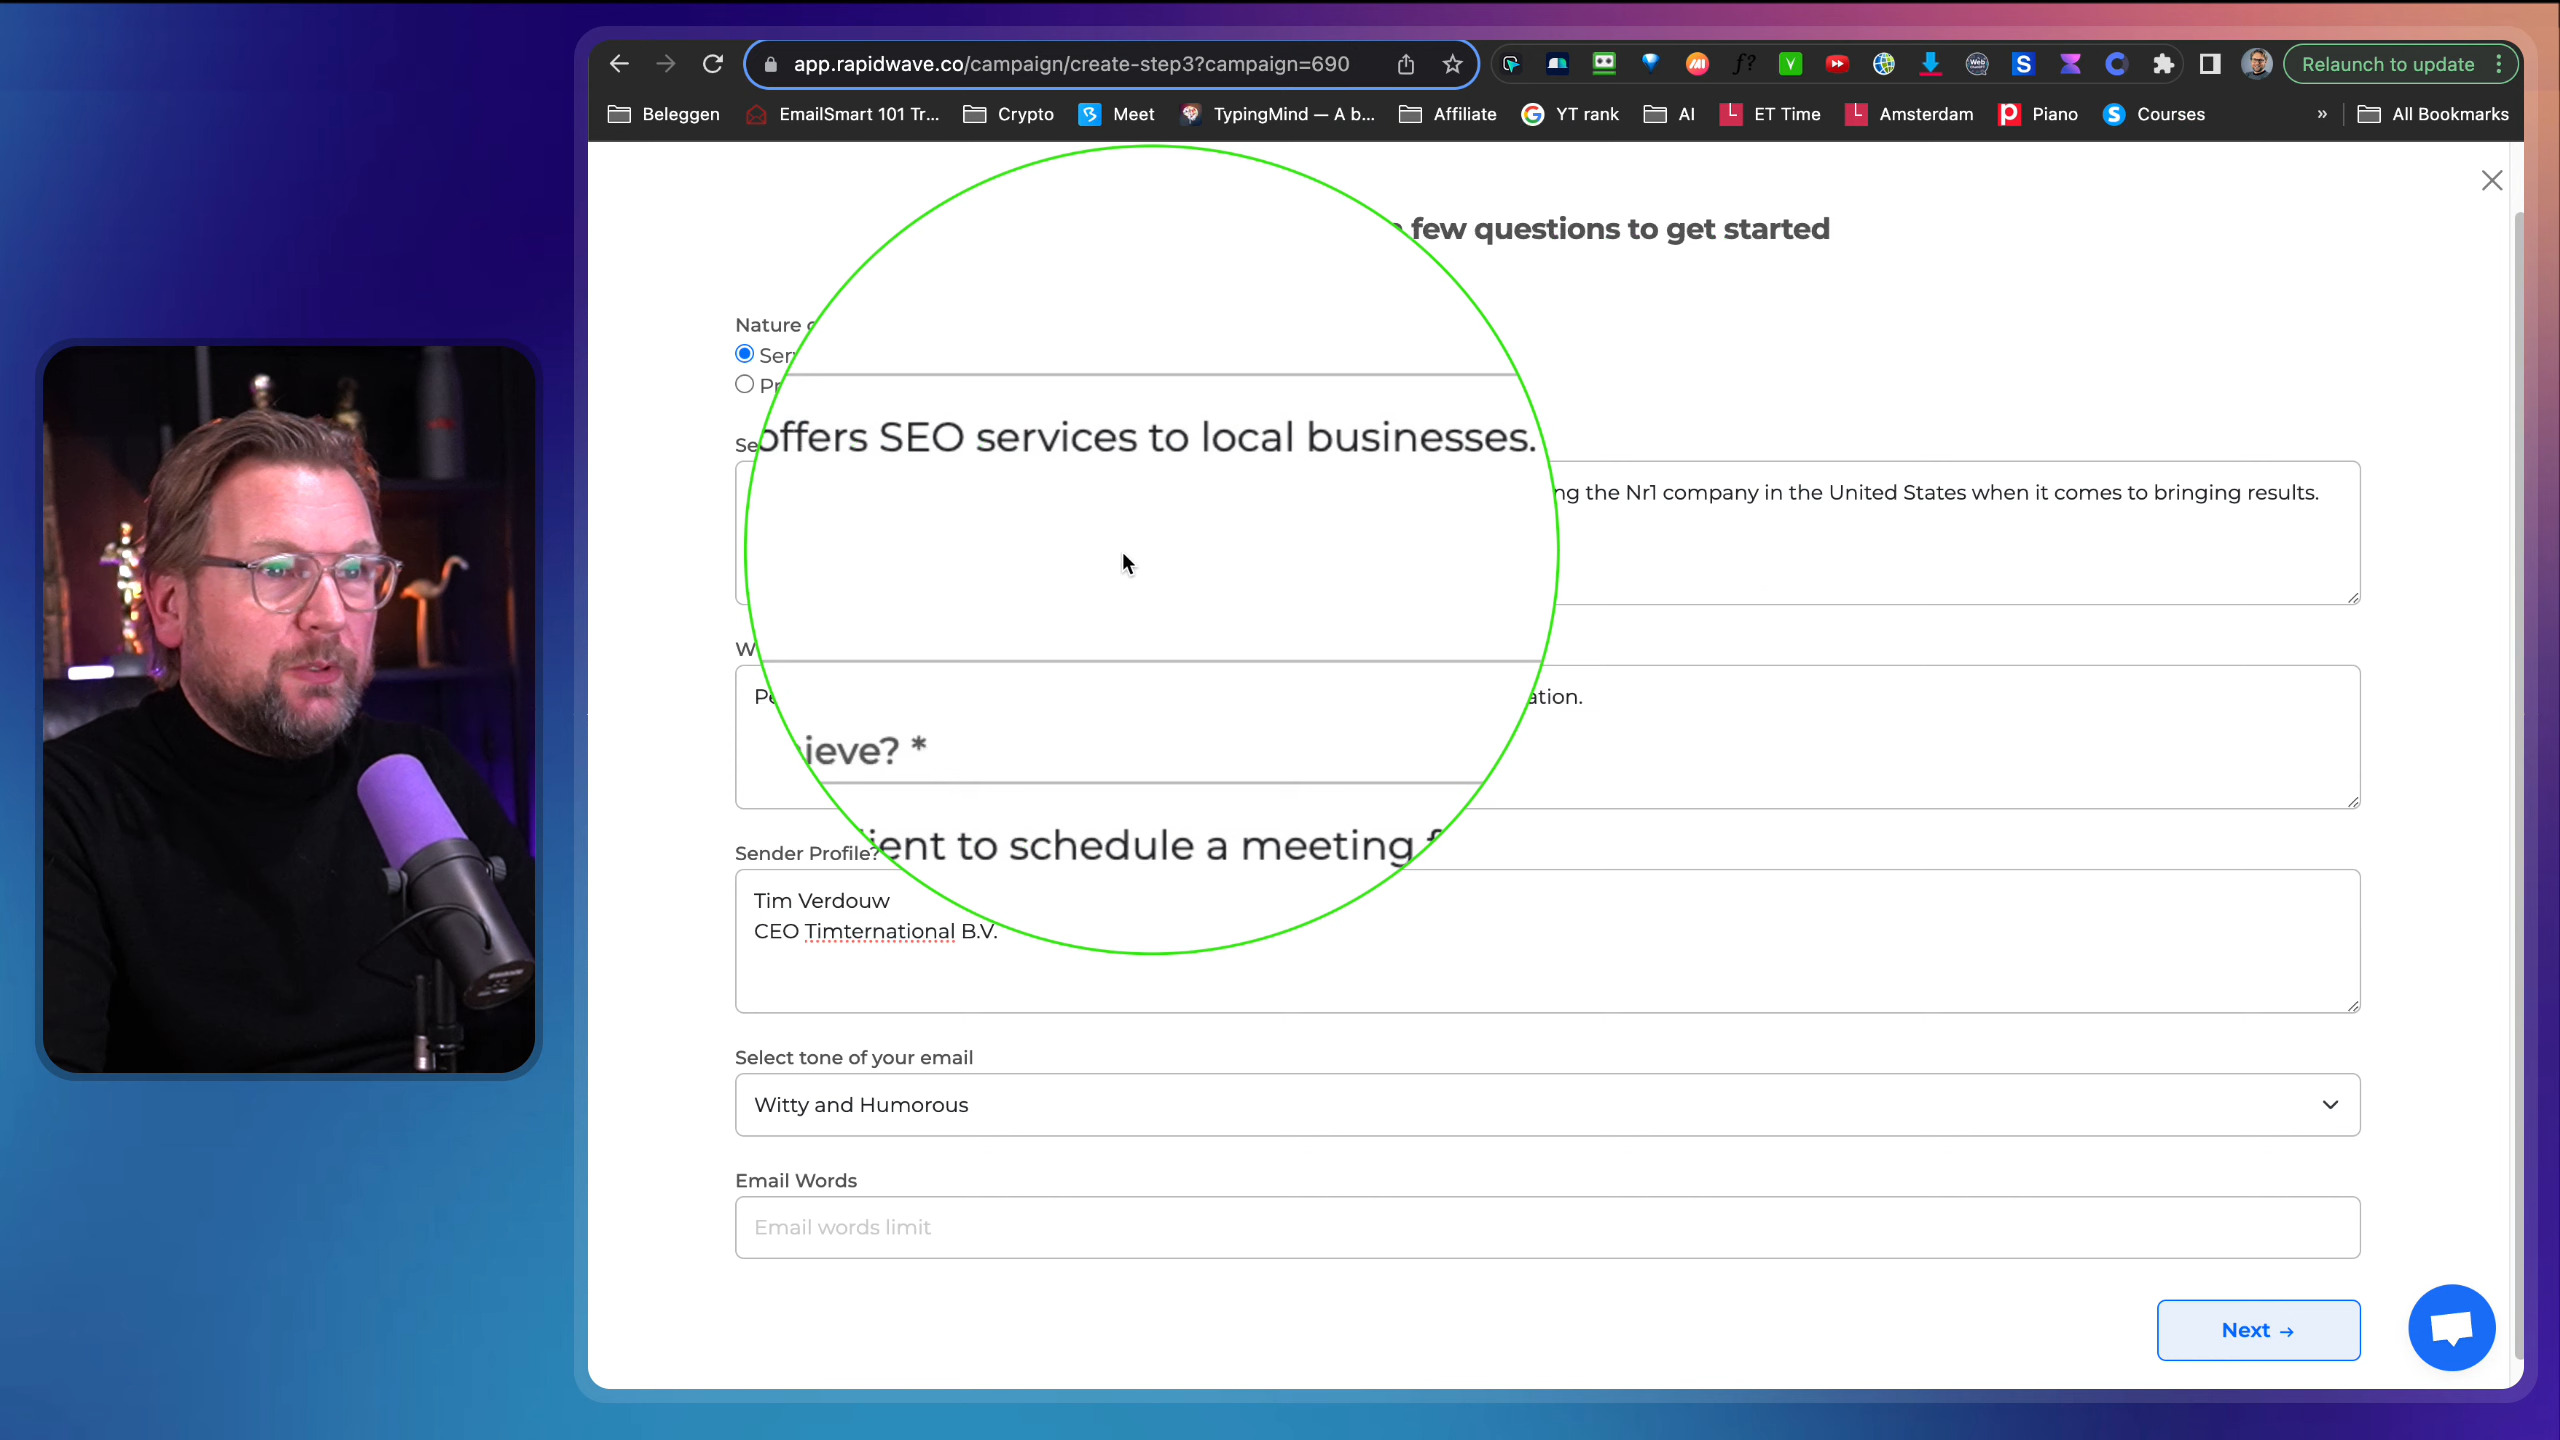 app.rapidwave.co/campaign/create-step3?campaign=690
Relaunch to update
Beleggen
EmailSmart 101 Tr...
Crypto
Meet
TypingMind — A b...
Affiliate
YT rank
AI
ET Time
Amsterdam
Piano
Courses
»
All Bookmarks
few questions to get started
Nature
offers SEO services to local businesses.
the Nr1 company in the United States when it comes to bringing results.
ieve? *
to schedule a meeting
Sender Profile?
Tim Verdouw
CEO Timternational B.V.
Select tone of your email
Witty and Humorous
Email Words
Email words limit
Next →